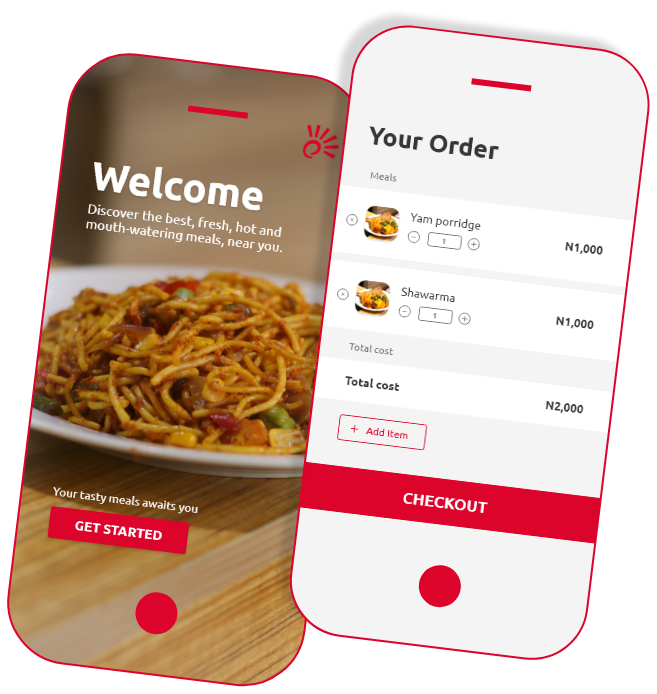 Welcome
Discover the best, fresh, hot and
mouth-watering meals, near you.
Your tasty meals awaits you
GET STARTED
Your Order
Meals
Yam porridge
1
N1,000
Shawarma
1
N1,000
Total cost
Total cost
N2,000
+ Add Item
CHECKOUT